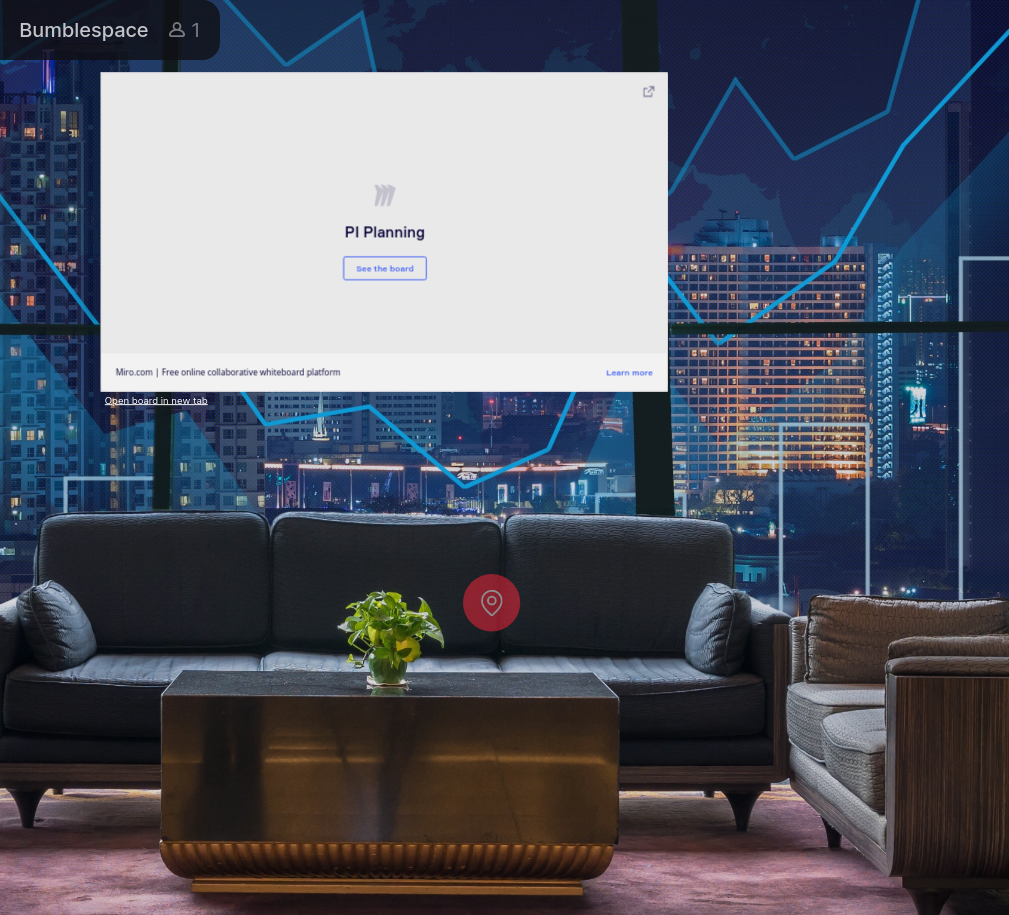 Bumblespace 1
PI Planning
See the board
Miro.com | Free online collaborative whiteboard platform
Learn more
Open board in new tab